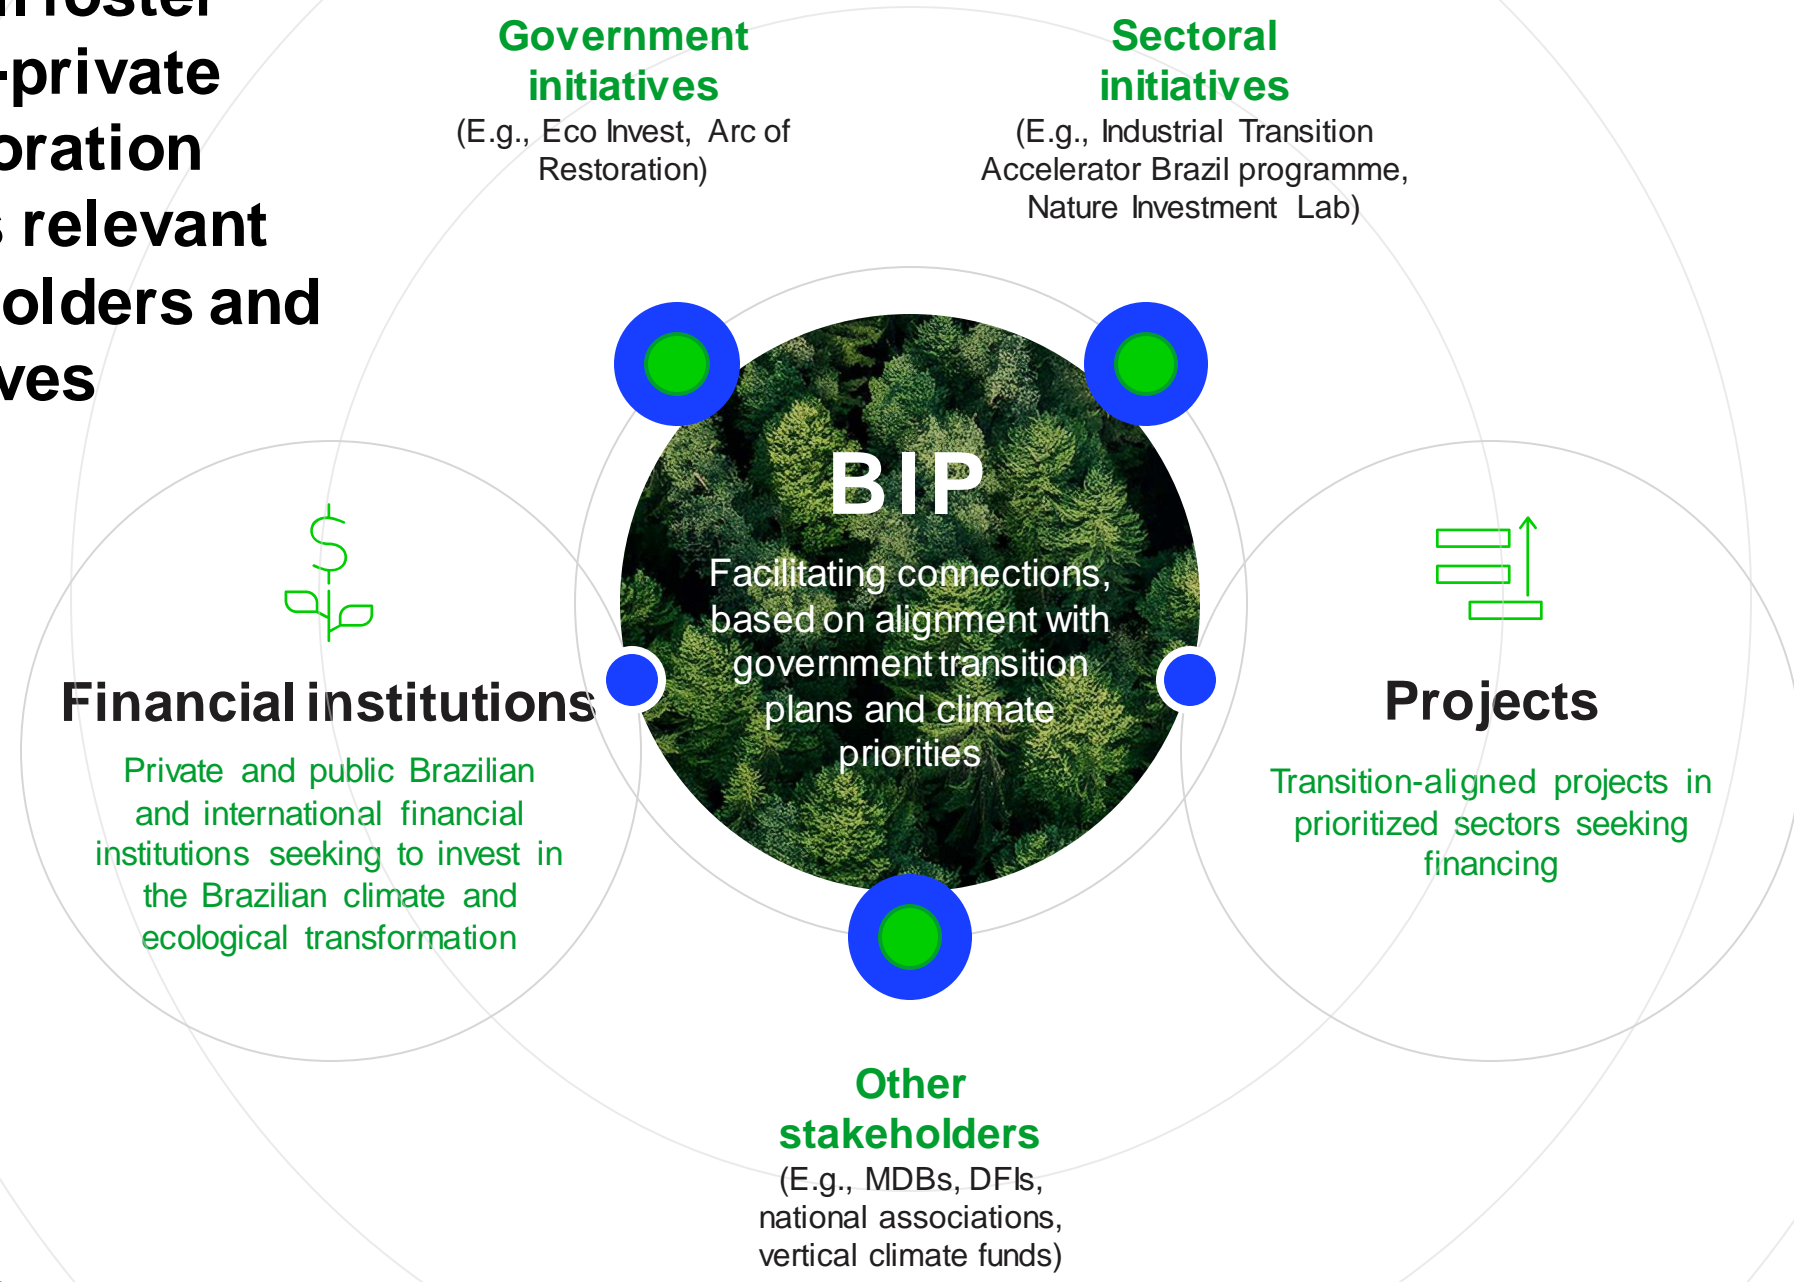 foster
-private
relevant
and
Government
initiatives
(E.g., Eco Invest, Arc of
Restoration)
Sectoral
initiatives
(E.g., Industrial Transition
Accelerator Brazil programme,
Nature Investment Lab)
BIP
Facilitating connections,
based on alignment with
government transition
plans and climate
priorities
Financial institutions
Private and public Brazilian
and international financial
institutions seeking to invest in
the Brazilian climate and
ecological transformation
Projects
Transition-aligned projects in
prioritized sectors seeking
financing
Other
stakeholders
(E.g., MDBs, DFIs,
national associations,
vertical climate funds)